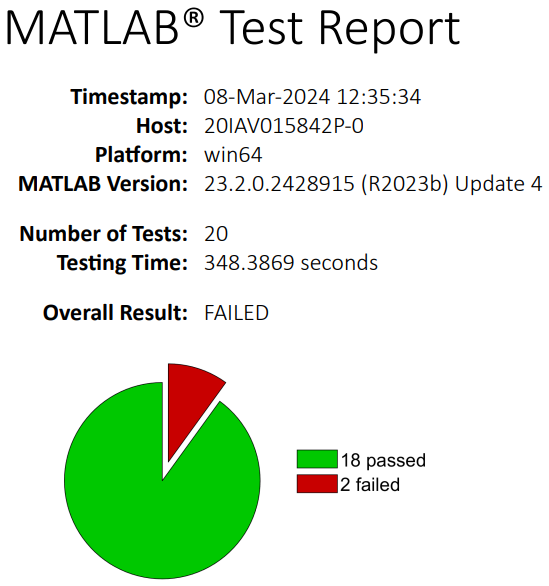 MATLAB® Test Report
Timestamp: 08-Mar-2024 12:35:34
Host: 20IAV015842P-0
Platform: win64
MATLAB Version: 23.2.0.2428915 (R2023b) Update 4
Number of Tests: 20
Testing Time: 348.3869 seconds
Overall Result: FAILED
18 passed
2 failed